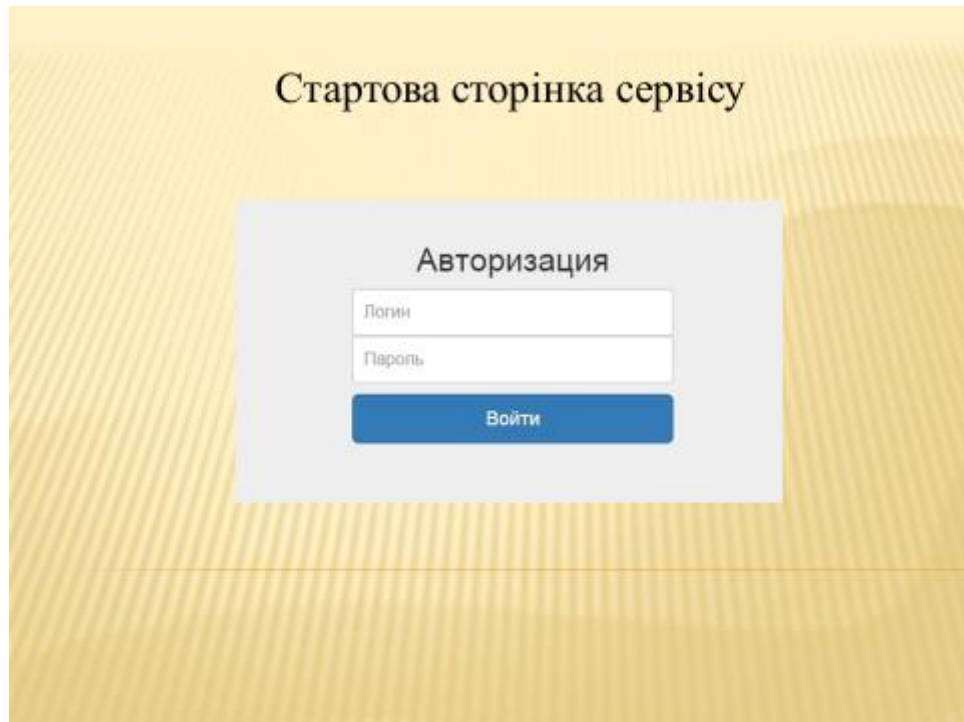 Стартова сторінка сервісу
Авторизация
Логин
Пароль
Войти